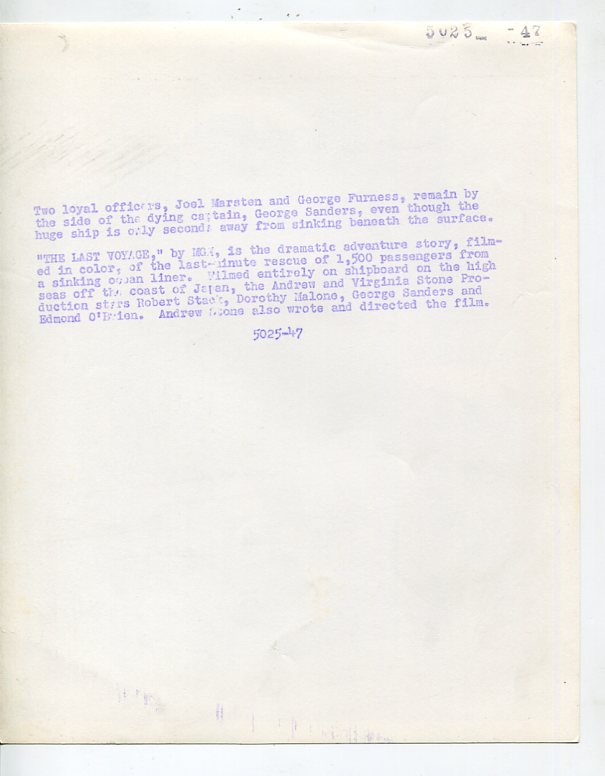 5025 -47
Two loyal officers, Joel Marsten and George Furness, remain by
the side of the dying captain, George Sanders, even though the
huge ship is only seconds away from sinking beneath the surface.
"THE LAST VOYAGE," by MGM, is the dramatic adventure story, film-
ed in color, of the last-minute rescue of 1,500 passengers from
a sinking ocean liner. Filmed entirely on shipboard on the high
seas off the coast of Japan, the Andrew and Virginia Stone Pro-
duction stars Robert Stack, Dorothy Malone, George Sanders and
Edmond O'Brien. Andrew Stone also wrote and directed the film.
5025-47